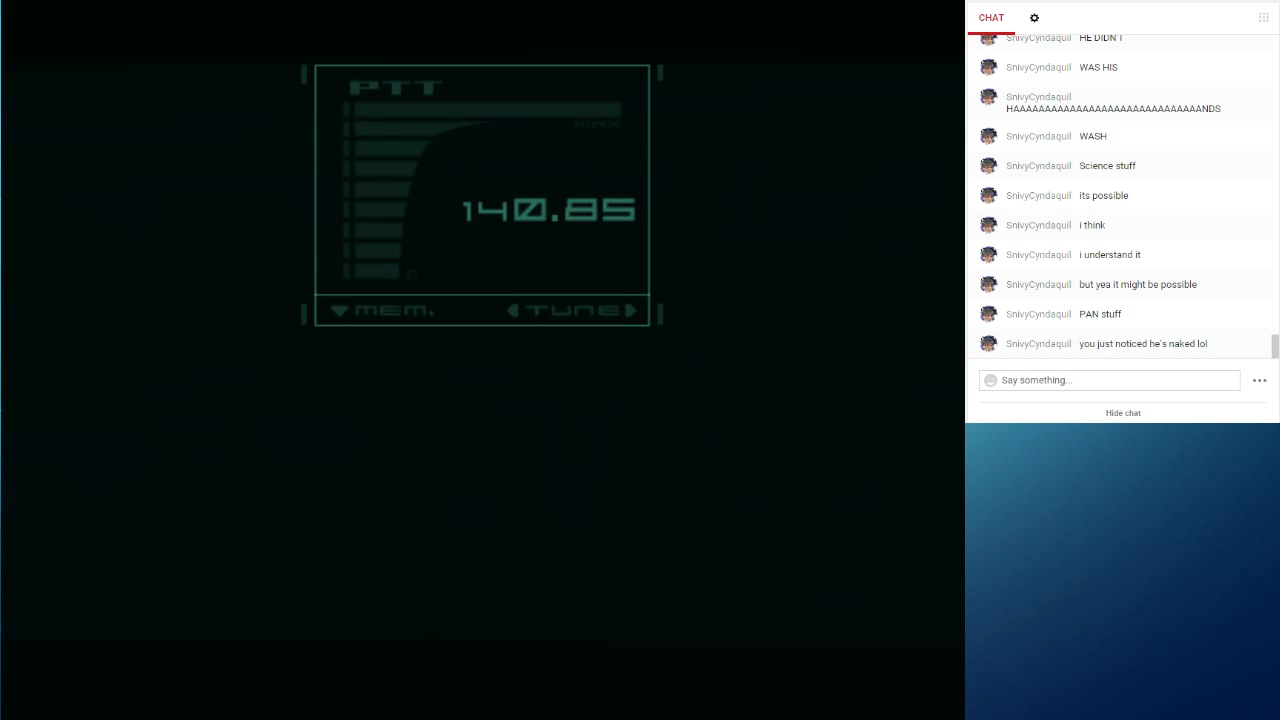 PTT
140.85
MEM.
TUNE
CHAT
SnivyCyndaquil HE DIDN'T
SnivyCyndaquil WAS HIS
SnivyCyndaquil
HAAAAAAAAAAAAAAAAAAAAAAAAAAAAAANDS
SnivyCyndaquil WASH
SnivyCyndaquil Science stuff
SnivyCyndaquil its possible
SnivyCyndaquil i think
SnivyCyndaquil i understand it
SnivyCyndaquil but yea it might be possible
SnivyCyndaquil PAN stuff
SnivyCyndaquil you just noticed he's naked lol
Say something...
Hide chat